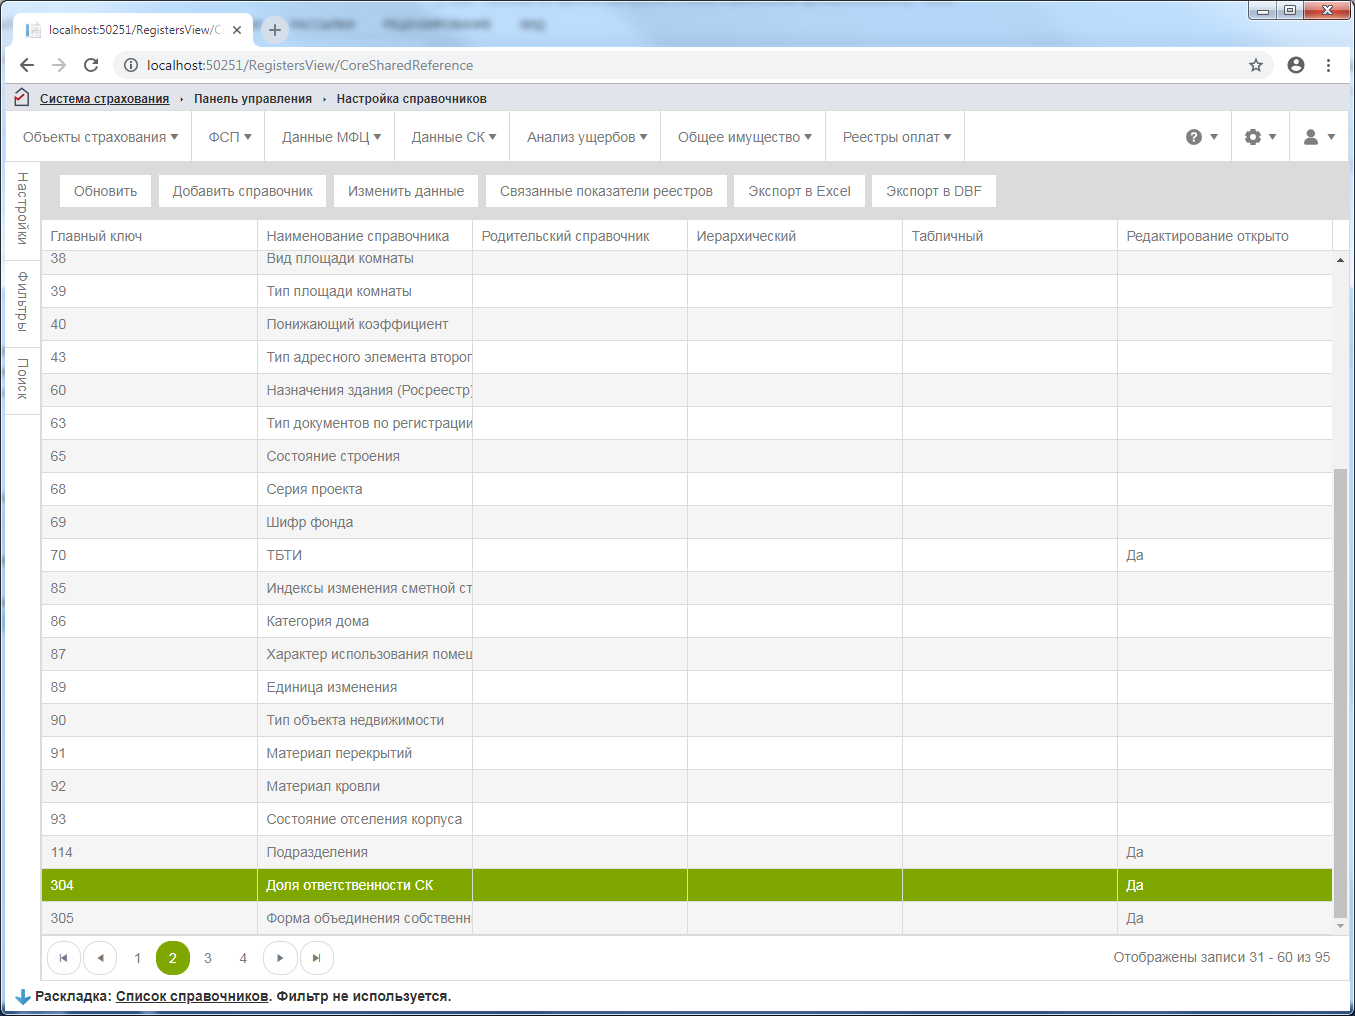 localhost:50251/RegistersView/C
localhost:50251/RegistersView/CoreSharedReference
Система страхования › Панель управления › Настройка справочников
Объекты страхования ФСП Данные МФЦ Данные СК Анализ ущербов Общее имущество Реестры оплат
Настройки
Фильтры
Поиск
Обновить Добавить справочник Изменить данные Связанные показатели реестров Экспорт в Excel Экспорт в DBF
Главный ключ Наименование справочника Родительский справочник Иерархический Табличный Редактирование открыто
38 Вид площади комнаты
39 Тип площади комнаты
40 Понижающий коэффициент
43 Тип адресного элемента второг
60 Назначения здания (Росреестр)
63 Тип документов по регистрации
65 Состояние строения
68 Серия проекта
69 Шифр фонда
70 ТБТИ Да
85 Индексы изменения сметной ст
86 Категория дома
87 Характер использования помещ
89 Единица изменения
90 Тип объекта недвижимости
91 Материал перекрытий
92 Материал кровли
93 Состояние отселения корпуса
114 Подразделения Да
304 Доля ответственности СК Да
305 Форма объединения собственн Да
1 2 3 4 Отображены записи 31 - 60 из 95
Раскладка: Список справочников. Фильтр не используется.